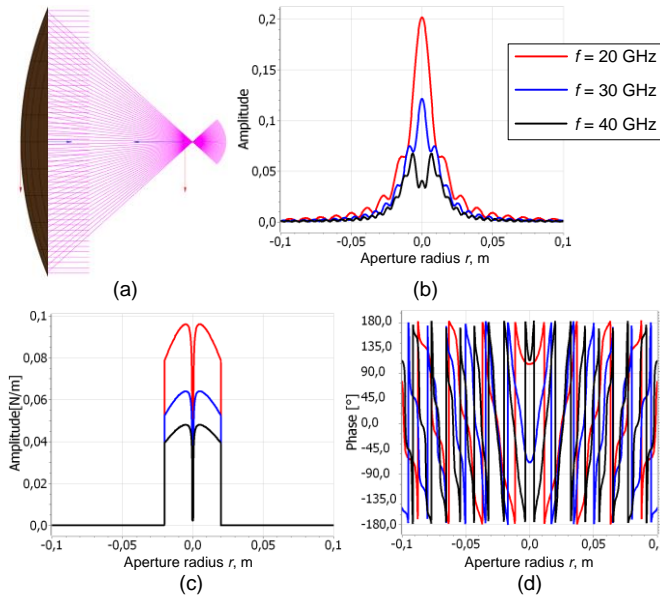 0,2
0,15
0,1
0,05
0,0
Amplitude
-0,1 -0,05 0,0 0,05 0,1
Aperture radius r, m
f = 20 GHz
f = 30 GHz
f = 40 GHz
(a)
(b)
0,1
0,08
0,06
0,04
0,02
0,0
Amplitude[N/m]
-0,1 -0,05 0,0 0,05 0,1
Aperture radius r, m
(c)
180,0
135,0
90,0
45,0
0,0
-45,0
-90,0
-135,0
-180,0
Phase [°]
-0,1 -0,05 0,0 0,05 0,
Aperture radius r, m
(d)